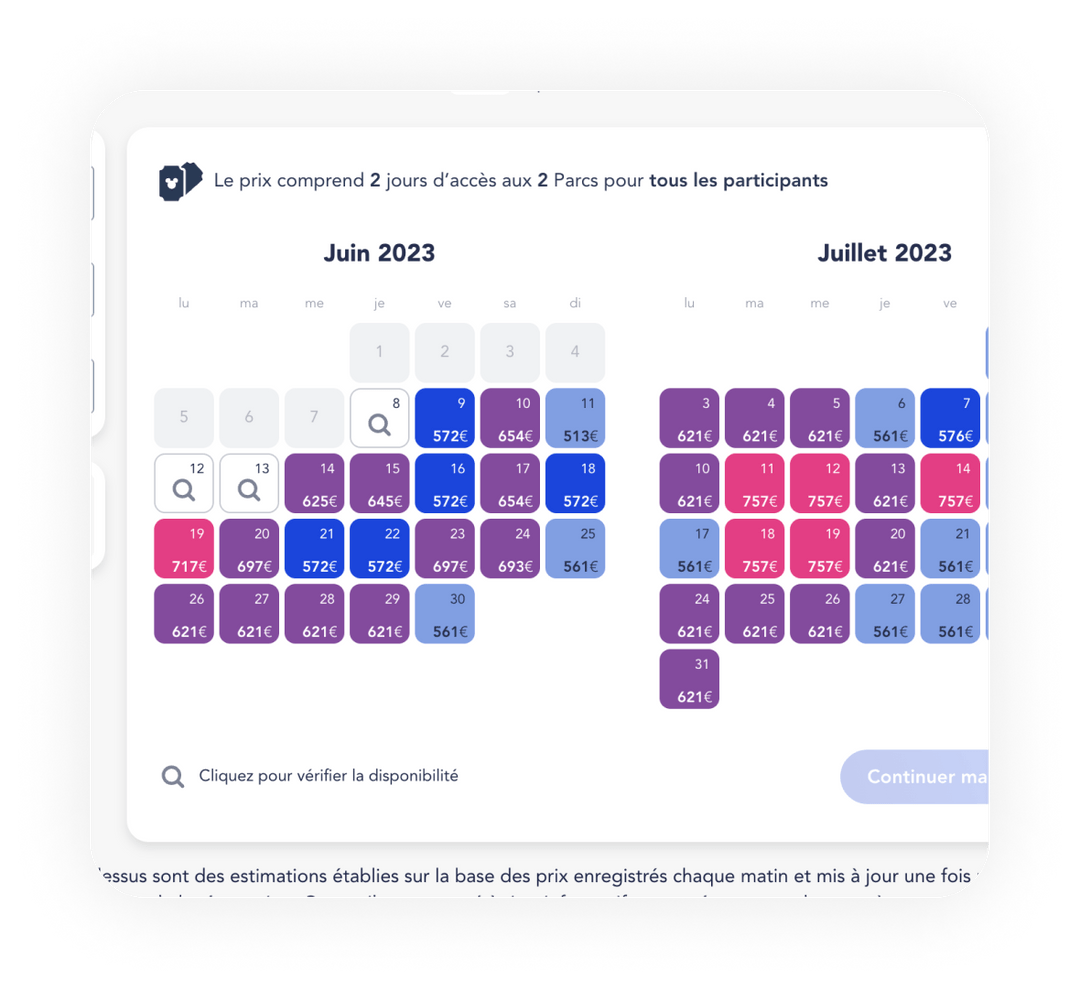 Le prix comprend 2 jours d’accès aux 2 Parcs pour tous les participants
Juin 2023
lu ma me je ve sa di
1 2 3 4
5 6 7 8 9 10 11
572€ 654€ 513€
12 13 14 15 16 17 18
625€ 645€ 572€ 654€ 572€
19 20 21 22 23 24 25
717€ 697€ 572€ 572€ 697€ 693€ 561€
26 27 28 29 30
621€ 621€ 621€ 621€ 561€
Juillet 2023
lu ma me je ve
3 4 5 6 7
621€ 621€ 621€ 561€ 576€
10 11 12 13 14
621€ 757€ 757€ 621€ 757€
17 18 19 20 21
561€ 757€ 757€ 621€ 561€
24 25 26 27 28
621€ 621€ 621€ 561€ 561€
31
621€
Cliquez pour vérifier la disponibilité
Continuer ma
essus sont des estimations établies sur la base des prix enregistrés chaque matin et mis à jour une fois